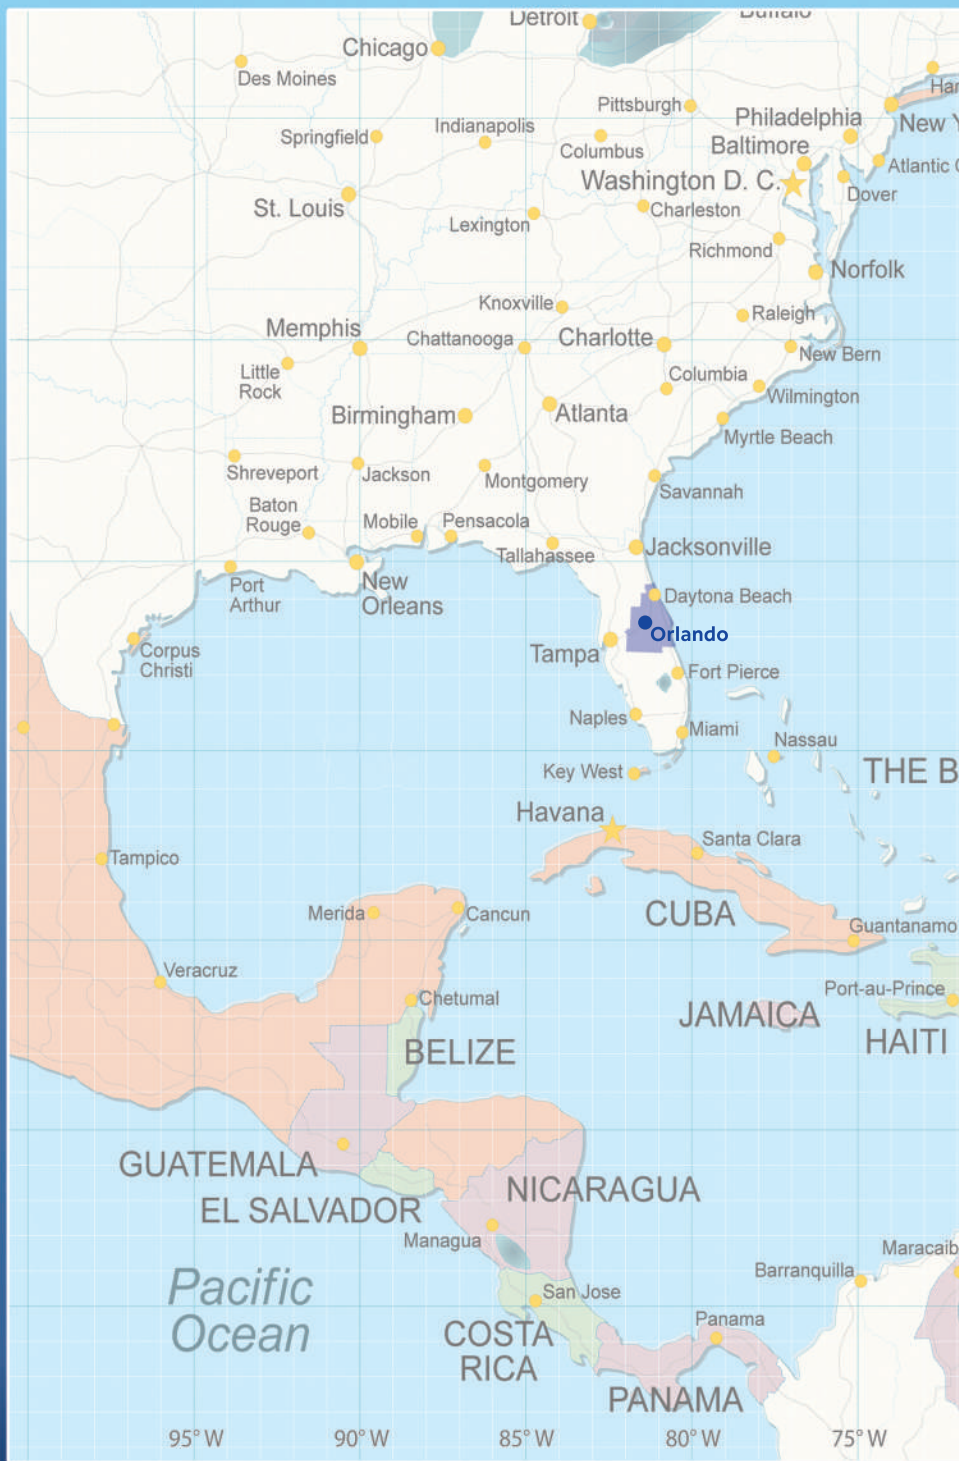 Detroit
Chicago
Des Moines
Pittsburgh
Philadelphia
New Y
Springfield
Indianapolis
Columbus
Baltimore
Washington D. C.
Atlantic
Dover
St. Louis
Charleston
Lexington
Richmond
Norfolk
Knoxville
Raleigh
Memphis
Chattanooga
Charlotte
New Bern
Little
Rock
Columbia
Wilmington
Birmingham
Atlanta
Myrtle Beach
Shreveport
Jackson
Montgomery
Savannah
Baton
Rouge
Mobile
Pensacola
Tallahassee
Jacksonville
Port
Arthur
New
Orleans
Daytona Beach
Orlando
Corpus
Christi
Tampa
Fort Pierce
Naples
Miami
Nassau
Key West
THE B
Havana
Santa Clara
Tampico
Merida
Cancun
CUBA
Guantanamo
Veracruz
Chetumal
Port-au-Prince
JAMAICA
HAITI
BELIZE
GUATEMALA
EL SALVADOR
NICARAGUA
Managua
Maracaib
Barranquilla
Pacific
Ocean
San Jose
COSTA
RICA
Panama
PANAMA
95°W
90°W
85°W
80°W
75°W